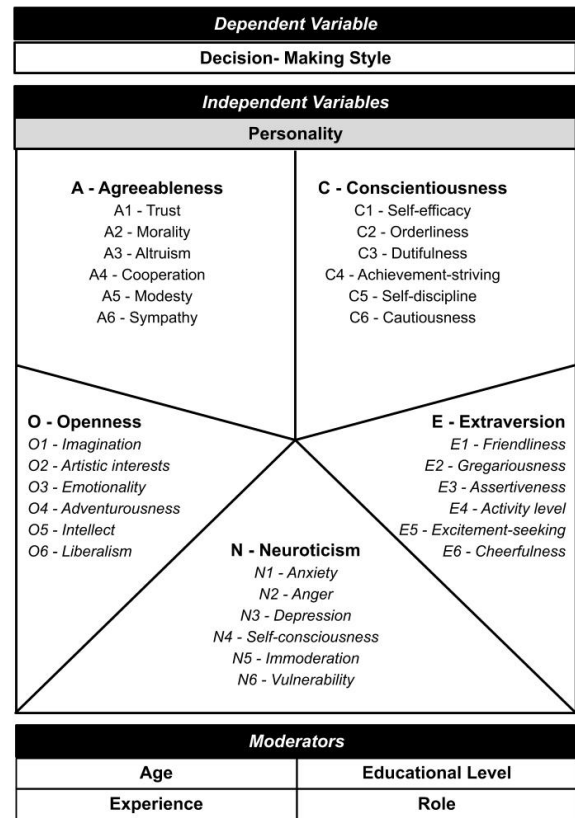 Dependent Variable
Decision- Making Style
Independent Variables
Personality
A - Agreeableness
A1 - Trust
A2 - Morality
A3 - Altruism
A4 - Cooperation
A5 - Modesty
A6 - Sympathy
C - Conscientiousness
C1 - Self-efficacy
C2 - Orderliness
C3 - Dutifulness
C4 - Achievement-striving
C5 - Self-discipline
C6 - Cautiousness
O - Openness
O1 - Imagination
O2 - Artistic interests
O3 - Emotionality
O4 - Adventurousness
O5 - Intellect
O6 - Liberalism
E - Extraversion
E1 - Friendliness
E2 - Gregariousness
E3 - Assertiveness
E4 - Activity level
E5 - Excitement-seeking
E6 - Cheerfulness
N - Neuroticism
N1 - Anxiety
N2 - Anger
N3 - Depression
N4 - Self-consciousness
N5 - Immoderation
N6 - Vulnerability
Moderators
Age
Educational Level
Experience
Role